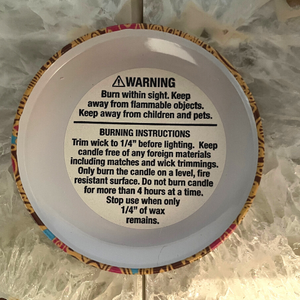 ⚠WARNING
Burn within sight. Keep
away from flammable objects.
Keep away from children and pets.
BURNING INSTRUCTIONS
Trim wick to 1/4" before lighting. Keep
candle free of any foreign materials
including matches and wick trimmings.
Only burn the candle on a level, fire
resistant surface. Do not burn candle
for more than 4 hours at a time.
Stop use when only
1/4" of wax
remains.